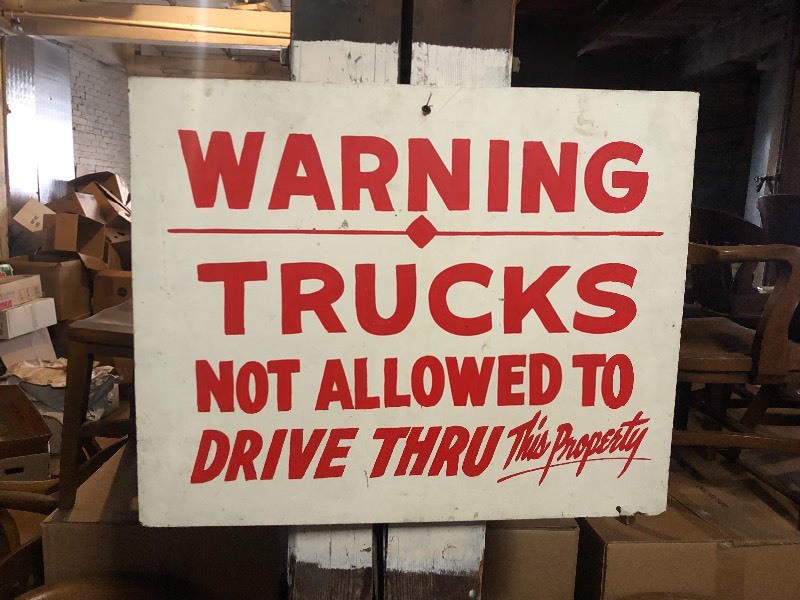 WARNING
TRUCKS
NOT ALLOWED TO
DRIVE THRU This Property